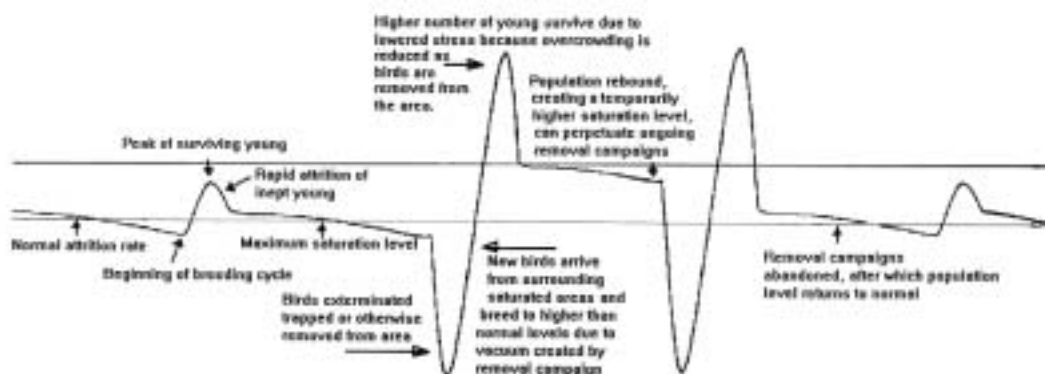 Higher number of young survive due to
lowered stress because overcrowding is
reduced as
birds are
removed from
the area.
Population rebound,
creating a temporarily
higher saturation level,
can perpetuate ongoing
removal campaigns
Peak of surviving young
Rapid attrition of
inept young
Normal attrition rate
Maximum saturation level
Beginning of breeding cycle
Birds exterminated
trapped or otherwise
removed from area
New birds arrive
from surrounding
saturated areas and
breed to higher than
normal levels due to
vacuum created by
removal campaign
Removal campaigns
abandoned, after which population
level returns to normal